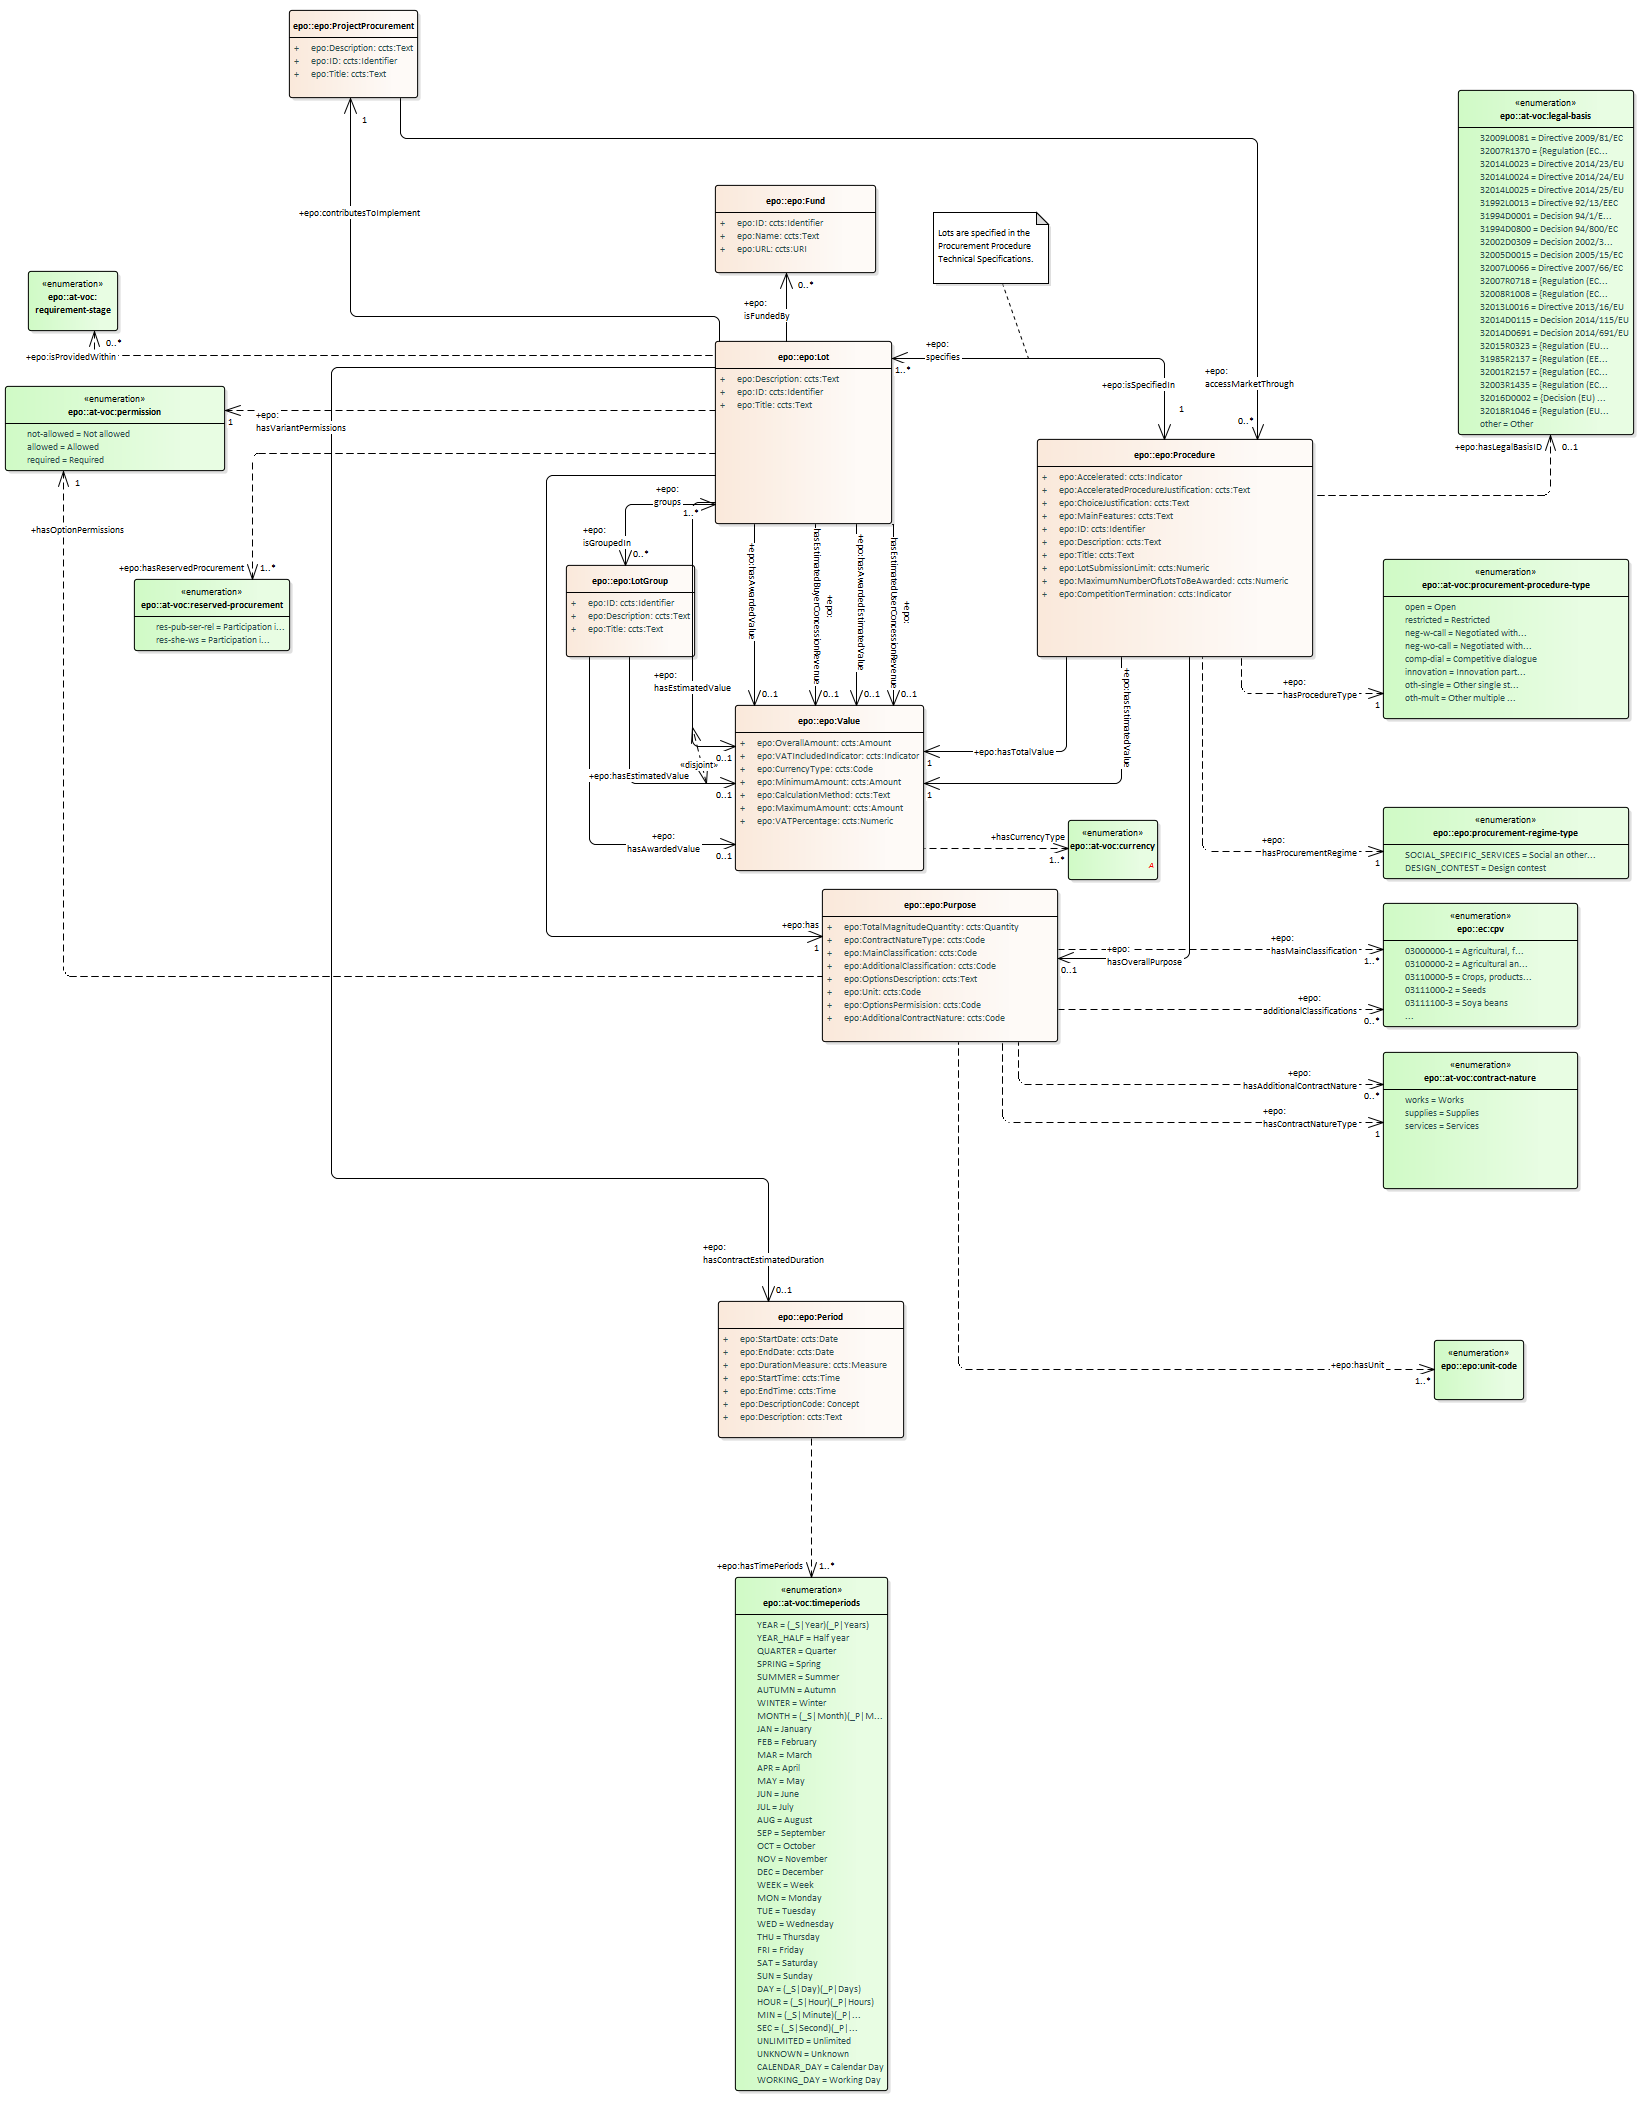 epo::epo:ProjectProcurement
+ epo:Description: ccts:Text
+ epo:ID: ccts:Identifier
+ epo:Title: ccts:Text
1
+epo:contributesToImplement
epo::epo:Fund
+ epo:ID: ccts:Identifier
+ epo:Name: ccts:Text
+ epo:URL: ccts:URI
0..*
+epo:
isFundedBy
Lots are specified in the
Procurement Procedure
Technical Specifications.
«enumeration»
epo::at-voc:legal-basis
32009L0081 = Directive 2009/81/EC
32007R1370 = {Regulation (EC...
32014L0023 = Directive 2014/23/EU
32014L0024 = Directive 2014/24/EU
32014L0025 = Directive 2014/25/EU
31992L0013 = Directive 92/13/EEC
31994D0001 = Decision 94/1/E...
31994D0800 = Decision 94/800/EC
32002D0309 = Decision 2002/3...
32005D0015 = Decision 2005/15/EC
32007L0066 = Directive 2007/66/EC
32007R0718 = {Regulation (EC...
32008R1008 = {Regulation (EC...
32013L0016 = Directive 2013/16/EU
32014D0115 = Decision 2014/115/EU
32014D0691 = Decision 2014/691/EU
32015R0323 = {Regulation (EU...
31985R2137 = {Regulation (EE...
32001R2157 = {Regulation (EC...
32003R1435 = {Regulation (EC...
32016D0002 = {Decision (EU) ...
32018R1046 = {Regulation (EU...
other = Other
+epo:hasLegalBasisID
0..1
«enumeration»
epo::at-voc:
requirement-stage
0..*
+epo:isProvidedWithin
epo::epo:Lot
+ epo:Description: ccts:Text
+ epo:ID: ccts:Identifier
+ epo:Title: ccts:Text
+epo:
specifies
1..*
+epo:isSpecifiedIn
1
+epo:
accessMarketThrough
0..*
«enumeration»
epo::at-voc:permission
not-allowed = Not allowed
allowed = Allowed
required = Required
1
+epo:
hasVariantPermissions
1
+hasOptionPermissions
+epo:hasReservedProcurement
1..*
«enumeration»
epo::at-voc:reserved-procurement
res-pub-ser-rel = Participation i...
res-she-ws = Participation i...
+epo:
groups
1..*
+epo:
isGroupedIn
0..*
epo::epo:LotGroup
+ epo:ID: ccts:Identifier
+ epo:Description: ccts:Text
+ epo:Title: ccts:Text
epo::epo:Procedure
+ epo:Accelerated: ccts:Indicator
+ epo:AcceleratedProcedureJustification: ccts:Text
+ epo:ChoiceJustification: ccts:Text
+ epo:MainFeatures: ccts:Text
+ epo:ID: ccts:Identifier
+ epo:Description: ccts:Text
+ epo:Title: ccts:Text
+ epo:LotSubmissionLimit: ccts:Numeric
+ epo:MaximumNumberOfLotsToBeAwarded: ccts:Numeric
+ epo:CompetitionTermination: ccts:Indicator
+epo:hasAwardedValue
0..1
+epo:
hasEstimatedBuyerConcessionRevenue
0..1
+epo:hasAwardedEstimatedValue
0..1
+epo:
hasEstimatedUserConcessionRevenue
0..1
+epo:
hasEstimatedValue
0..1
«disjoint»
+epo:hasEstimatedValue
0..1
+epo:
hasAwardedValue
0..1
epo::epo:Value
+ epo:OverallAmount: ccts:Amount
+ epo:VATIncludedIndicator: ccts:Indicator
+ epo:CurrencyType: ccts:Code
+ epo:MinimumAmount: ccts:Amount
+ epo:CalculationMethod: ccts:Text
+ epo:MaximumAmount: ccts:Amount
+ epo:VATPercentage: ccts:Numeric
+epo:hasTotalValue
1
+epo:hasEstimatedValue
1
+epo:
hasProcedureType
1
«enumeration»
epo::at-voc:procurement-procedure-type
open = Open
restricted = Restricted
neg-w-call = Negotiated with...
neg-wo-call = Negotiated with...
comp-dial = Competitive dialogue
innovation = Innovation part...
oth-single = Other single st...
oth-mult = Other multiple ...
+hasCurrencyType
1..*
«enumeration»
epo::at-voc:currency
A
+epo:
hasProcurementRegime
1
«enumeration»
epo::epo:procurement-regime-type
SOCIAL_SPECIFIC_SERVICES = Social an other...
DESIGN_CONTEST = Design contest
+epo:has
1
epo::epo:Purpose
+ epo:TotalMagnitudeQuantity: ccts:Quantity
+ epo:ContractNatureType: ccts:Code
+ epo:MainClassification: ccts:Code
+ epo:AdditionalClassification: ccts:Code
+ epo:OptionsDescription: ccts:Text
+ epo:Unit: ccts:Code
+ epo:OptionsPermisision: ccts:Code
+ epo:AdditionalContractNature: ccts:Code
+epo:
hasOverallPurpose
0..1
+epo:
hasMainClassification
1..*
+epo:
additionalClassifications
0..*
«enumeration»
epo::ec:cpv
03000000-1 = Agricultural, f...
03100000-2 = Agricultural an...
03110000-5 = Crops, products...
03111000-2 = Seeds
03111100-3 = Soya beans
...
+epo:
hasAdditionalContractNature
0..*
+epo:
hasContractNatureType
1
«enumeration»
epo::at-voc:contract-nature
works = Works
supplies = Supplies
services = Services
+epo:
hasContractEstimatedDuration
0..1
epo::epo:Period
+ epo:StartDate: ccts:Date
+ epo:EndDate: ccts:Date
+ epo:DurationMeasure: ccts:Measure
+ epo:StartTime: ccts:Time
+ epo:EndTime: ccts:Time
+ epo:DescriptionCode: Concept
+ epo:Description: ccts:Text
+epo:hasUnit
1..*
«enumeration»
epo::epo:unit-code
+epo:hasTimePeriods
1..*
«enumeration»
epo::at-voc:timeperiods
YEAR = (_S|Year)(_P|Years)
YEAR_HALF = Half year
QUARTER = Quarter
SPRING = Spring
SUMMER = Summer
AUTUMN = Autumn
WINTER = Winter
MONTH = (_S|Month)(_P|M...
JAN = January
FEB = February
MAR = March
APR = April
MAY = May
JUN = June
JUL = July
AUG = August
SEP = September
OCT = October
NOV = November
DEC = December
WEEK = Week
MON = Monday
TUE = Tuesday
WED = Wednesday
THU = Thursday
FRI = Friday
SAT = Saturday
SUN = Sunday
DAY = (_S|Day)(_P|Days)
HOUR = (_S|Hour)(_P|Hours)
MIN = (_S|Minute)(_P|...
SEC = (_S|Second)(_P|...
UNLIMITED = Unlimited
UNKNOWN = Unknown
CALENDAR_DAY = Calendar Day
WORKING_DAY = Working Day